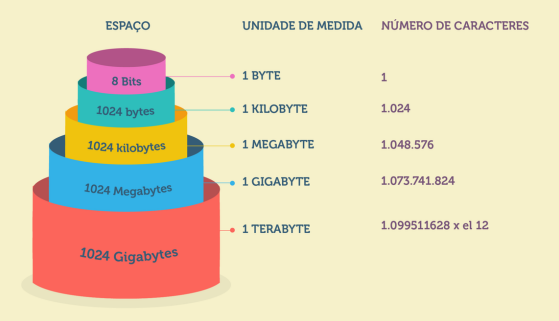 ESPAÇO UNIDADE DE MEDIDA NÚMERO DE CARACTERES
8 Bits 1 BYTE 1
1024 bytes 1 KILOBYTE 1.024
1024 kilobytes 1 MEGABYTE 1.048.576
1024 Megabytes 1 GIGABYTE 1.073.741.824
1024 Gigabytes 1 TERABYTE 1.099511628 x el 12